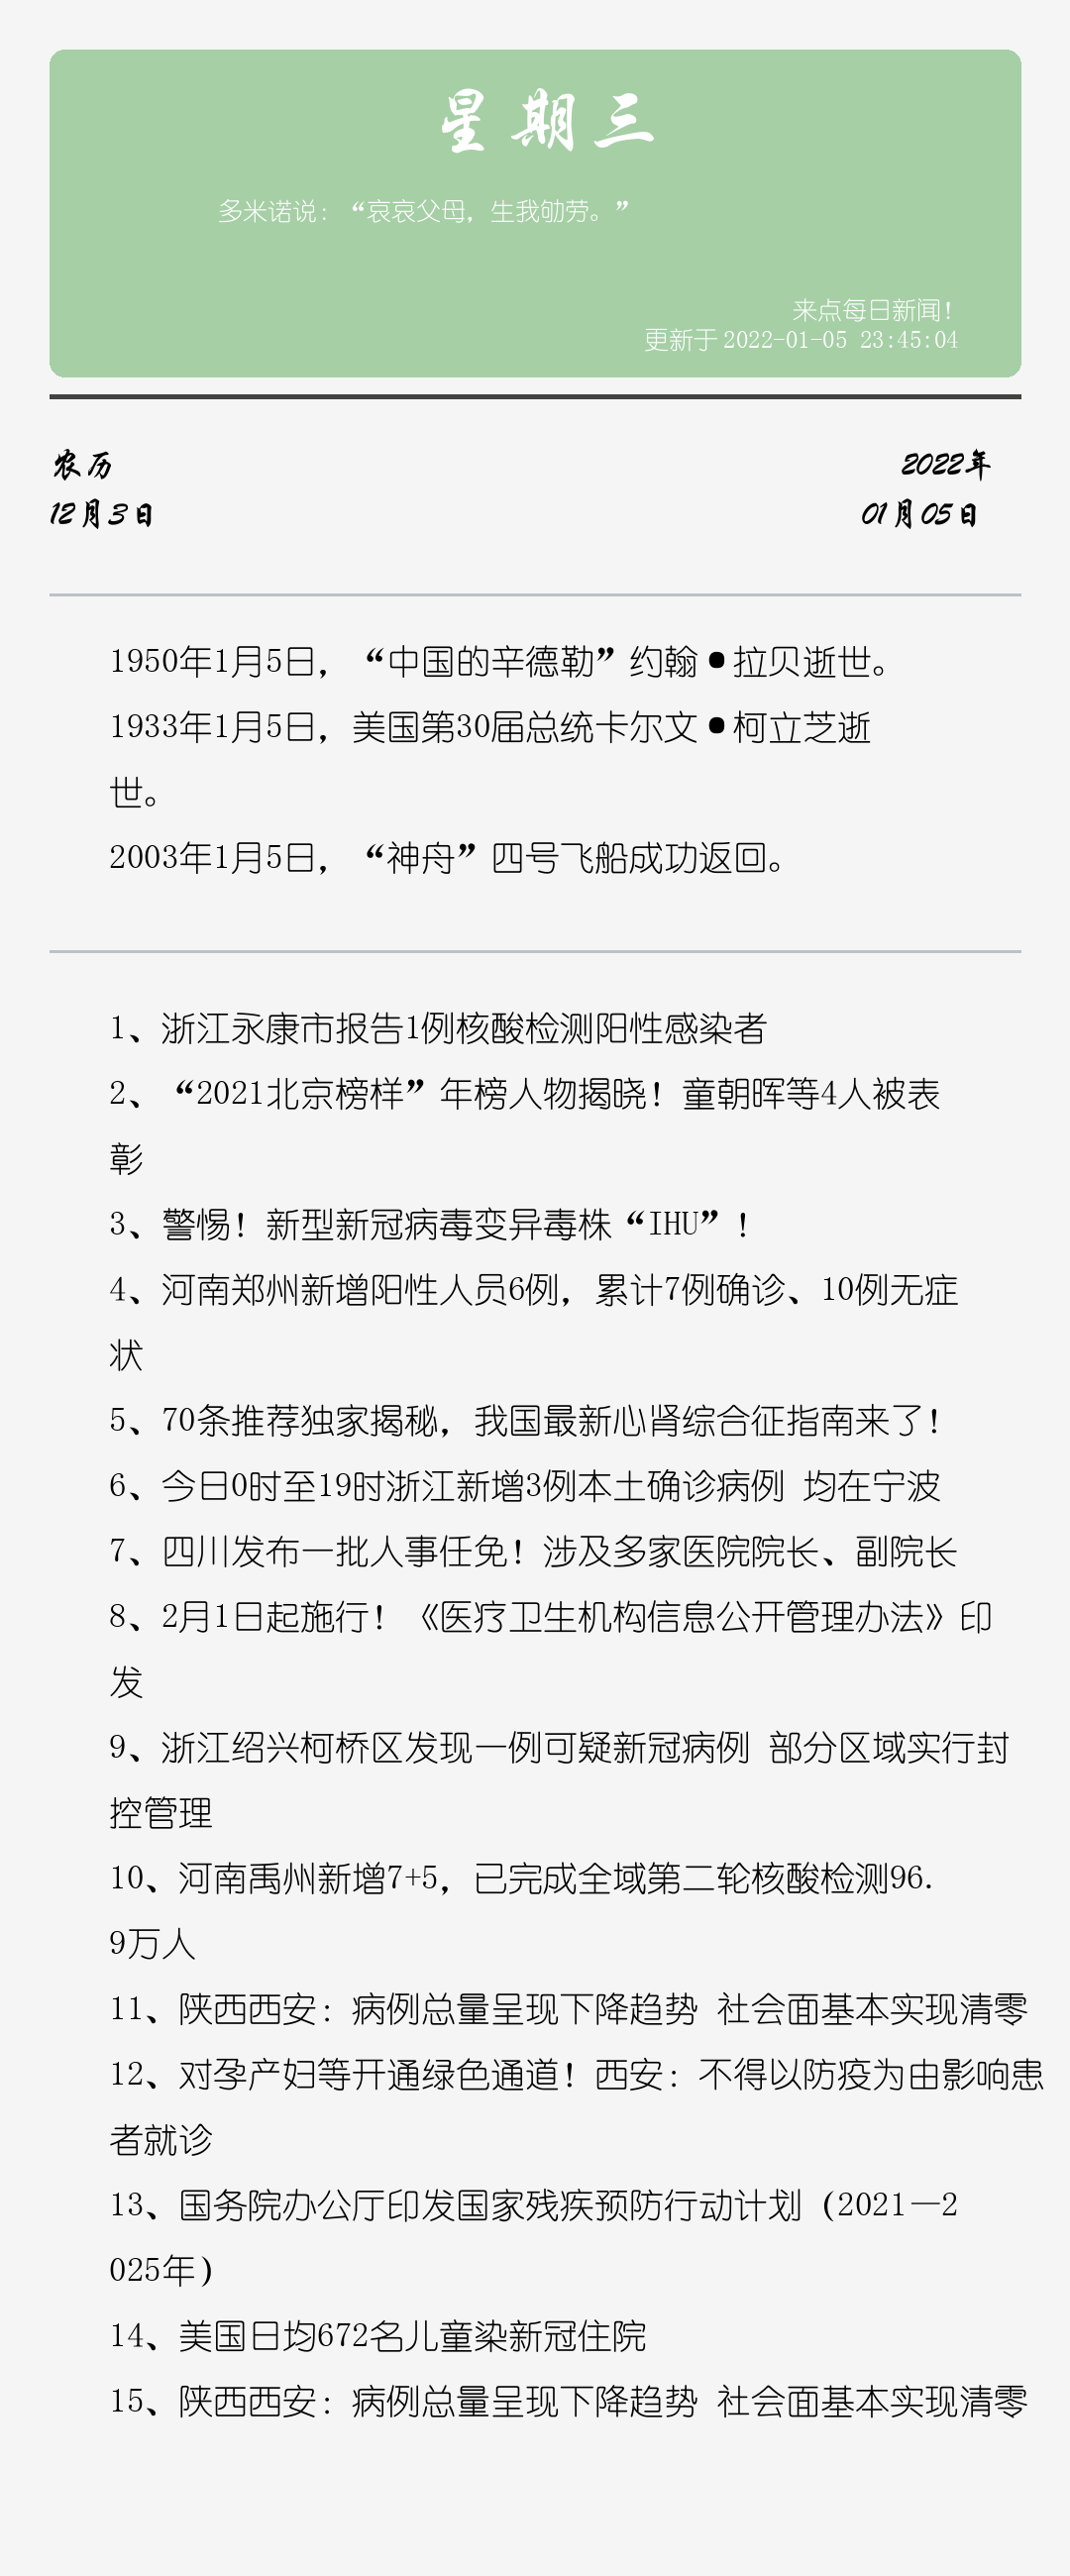 星期三
多米诺说：“哀哀父母，生我劬劳。”
来点每日新闻！
更新于 2022-01-05 23:45:04
农历
2022年
12月3日
01月05日
1950年1月5日，“中国的辛德勒”约翰•拉贝逝世。
1933年1月5日，美国第30届总统卡尔文•柯立芝逝
世。
2003年1月5日，“神舟”四号飞船成功返回。
1、浙江永康市报告1例核酸检测阳性感染者
2、“2021北京榜样”年榜人物揭晓！童朝晖等4人被表
彰
3、警惕！新型新冠病毒变异毒株“IHU”！
4、河南郑州新增阳性人员6例，累计7例确诊、10例无症
状
5、70条推荐独家揭秘，我国最新心肾综合征指南来了！
6、今日0时至19时浙江新增3例本土确诊病例 均在宁波
7、四川发布一批人事任免！涉及多家医院院长、副院长
8、2月1日起施行！《医疗卫生机构信息公开管理办法》印
发
9、浙江绍兴柯桥区发现一例可疑新冠病例 部分区域实行封
控管理
10、河南禹州新增7+5，已完成全域第二轮核酸检测96.
9万人
11、陕西西安：病例总量呈现下降趋势 社会面基本实现清零
12、对孕产妇等开通绿色通道！西安：不得以防疫为由影响患
者就诊
13、国务院办公厅印发国家残疾预防行动计划（2021—2
025年）
14、美国日均672名儿童染新冠住院
15、陕西西安：病例总量呈现下降趋势 社会面基本实现清零